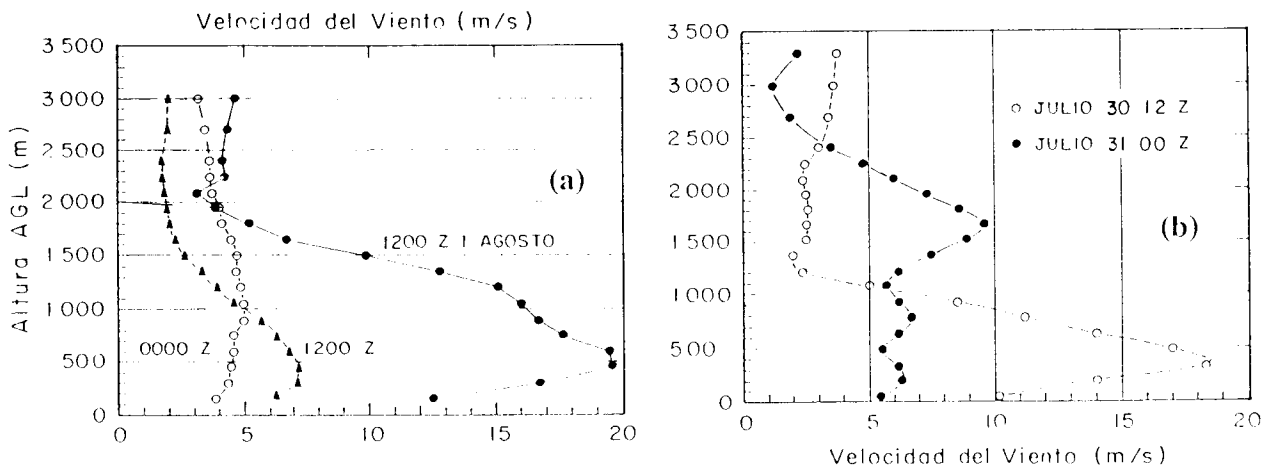 Velocidad del Viento (m/s)
3 500
3 000
2 500
2 000
1 500
1 000
500
0
Altura AGL (m)
(a)
1200 Z 1 AGOSTO
0000 Z
1200 Z
0 5 10 15 20
3 500
3 000
2 500
2 000
1 500
1 000
500
0
○ JULIO 30 12 Z
● JULIO 31 00 Z
(b)
0 5 10 15 20
Velocidad del Viento (m/s)